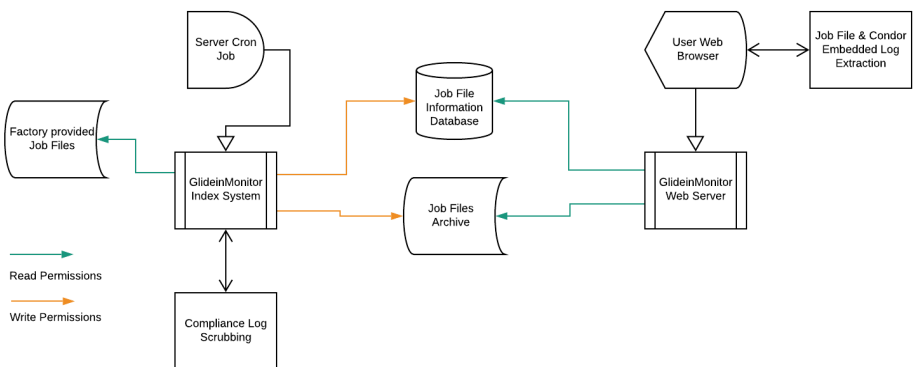 Server Cron
Job
User Web
Browser
Job File & Condor
Embedded Log
Extraction
Job File
Information
Database
Factory provided
Job Files
GlideinMonitor
Index System
GlideinMonitor
Web Server
Job Files
Archive
Read Permissions
Write Permissions
Compliance Log
Scrubbing